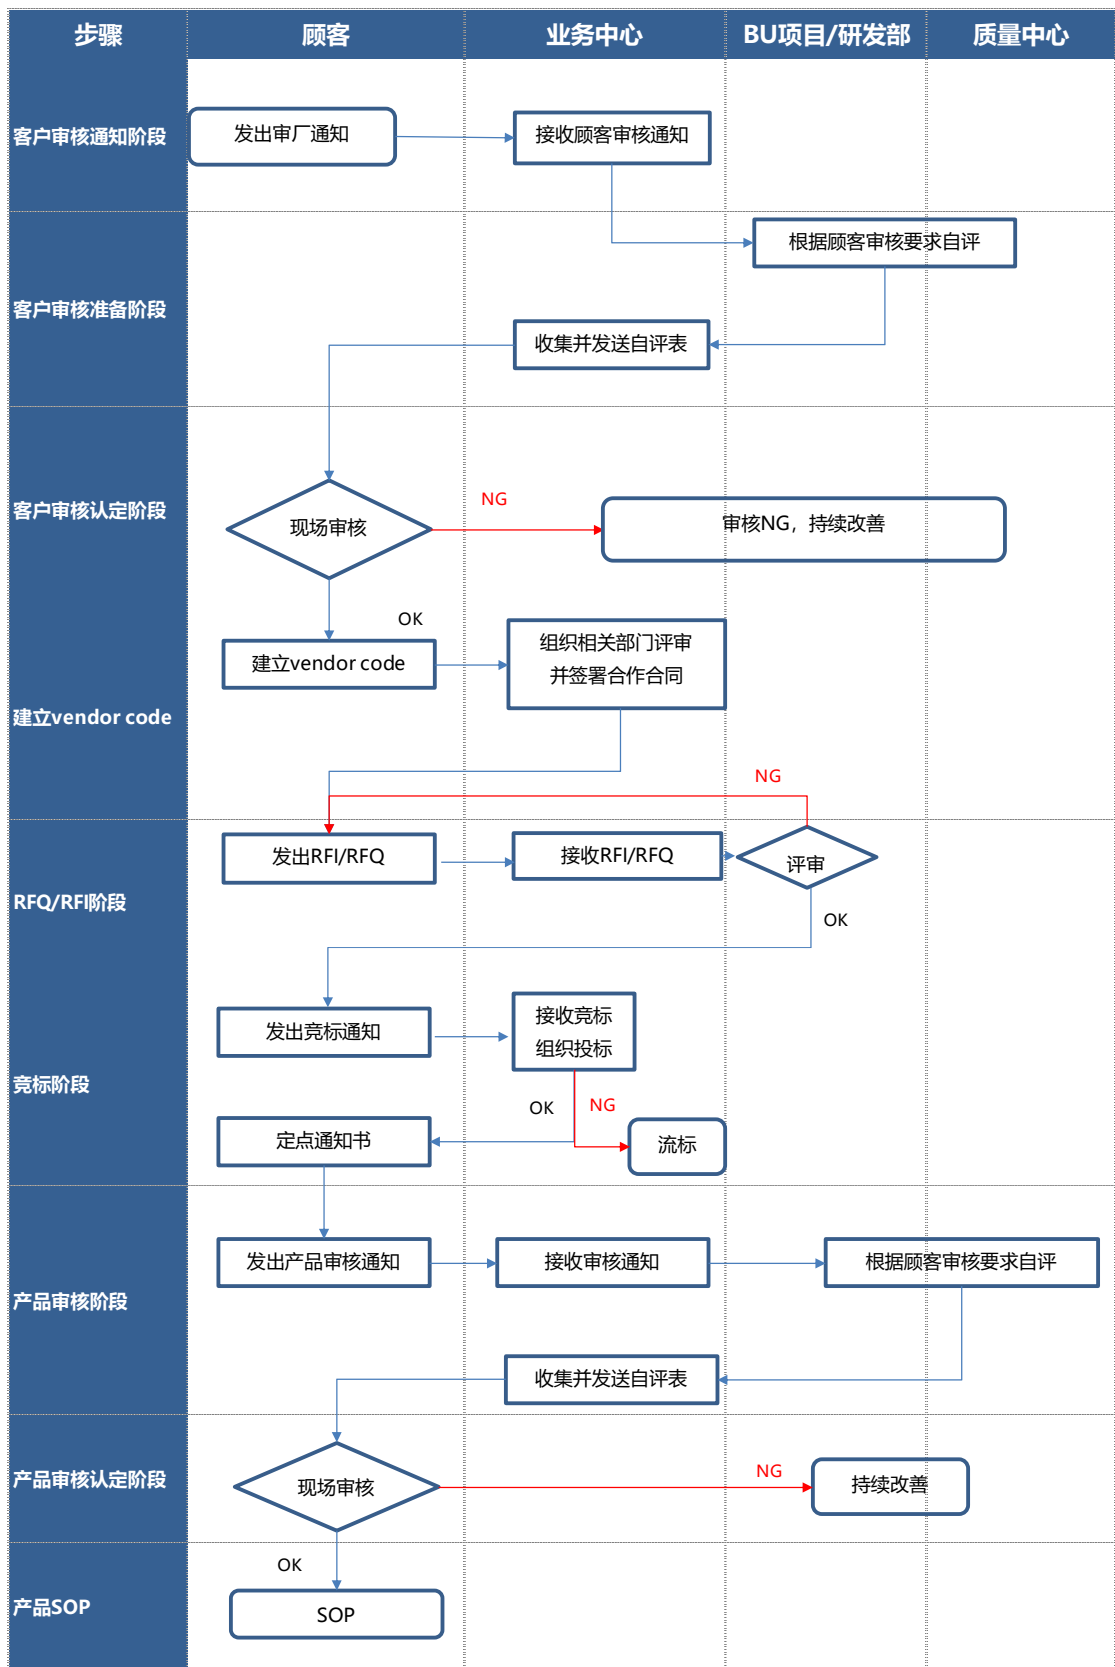 步骤
顾客
业务中心
BU项目/研发部
质量中心
客户审核通知阶段
发出审厂通知
接收顾客审核通知
根据顾客审核要求自评
客户审核准备阶段
收集并发送自评表
客户审核认定阶段
NG
现场审核
审核NG，持续改善
OK
组织相关部门评审
并签署合作合同
建立vendor code
建立vendor code
NG
发出RFI/RFQ
接收RFI/RFQ
评审
RFQ/RFI阶段
OK
接收竞标
组织投标
发出竞标通知
竞标阶段
OK
NG
定点通知书
流标
发出产品审核通知
接收审核通知
根据顾客审核要求自评
产品审核阶段
收集并发送自评表
产品审核认定阶段
NG
现场审核
持续改善
OK
产品SOP
SOP